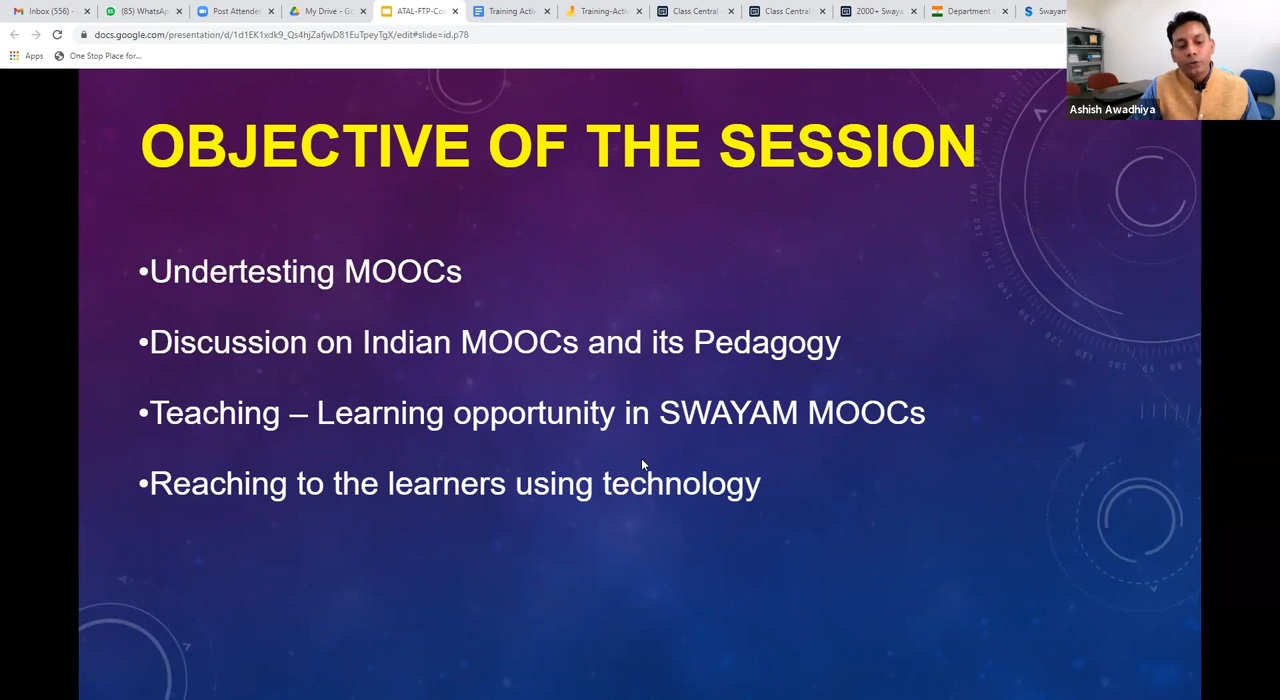 Inbox (556) -
(85) WhatsAp
Post Attende
My Drive - Go
ATAL-FTP-Co
Training Activ
Training-Activ
Class Central
Class Central
2000+ Swaya
Department
Swayam
docs.google.com/presentation/d/1d1EK1xdk9_Qs4hjZafjwD81EuTpeyTgX/edit#slide=id.p78
Apps
One Stop Place for...
Ashish Awadhiya
OBJECTIVE OF THE SESSION
•Undertesting MOOCs
•Discussion on Indian MOOCs and its Pedagogy
•Teaching – Learning opportunity in SWAYAM MOOCs
•Reaching to the learners using technology